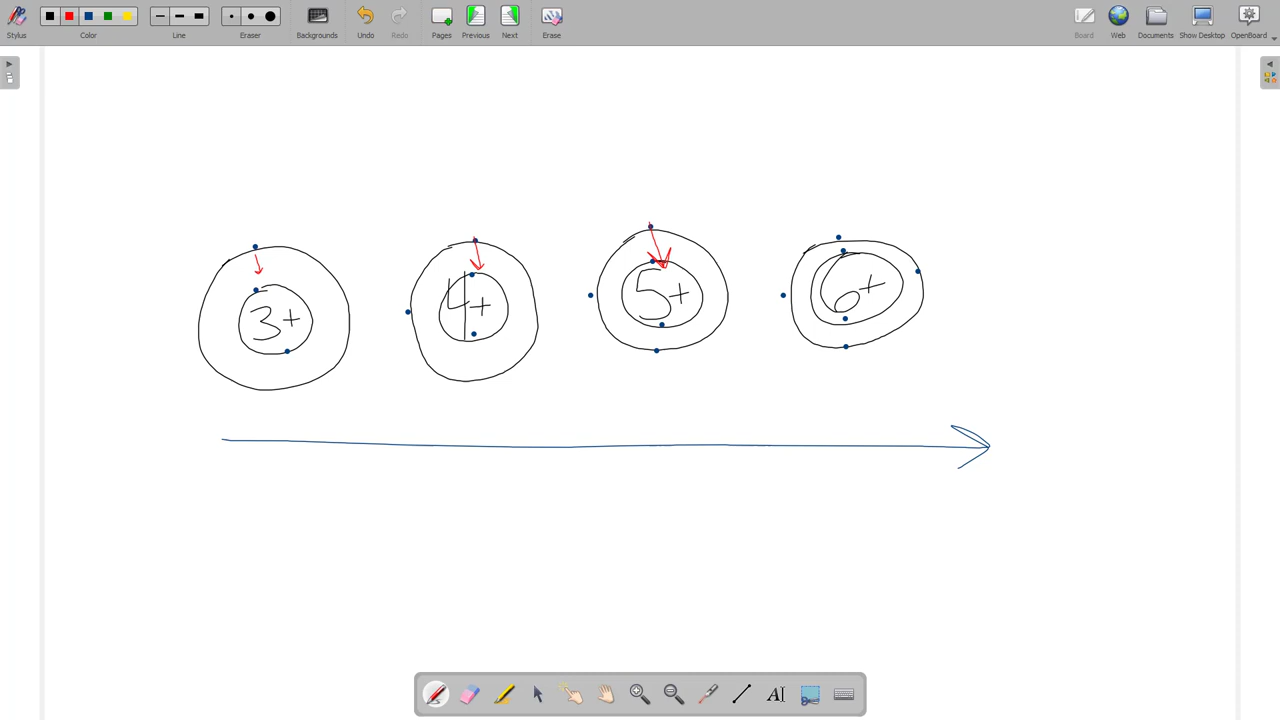 Stylus Color Line Eraser Backgrounds Undo Redo Pages Previous Next Erase Board Web Documents Show Desktop OpenBoard
3+ 4+ 5+ 6+
AI